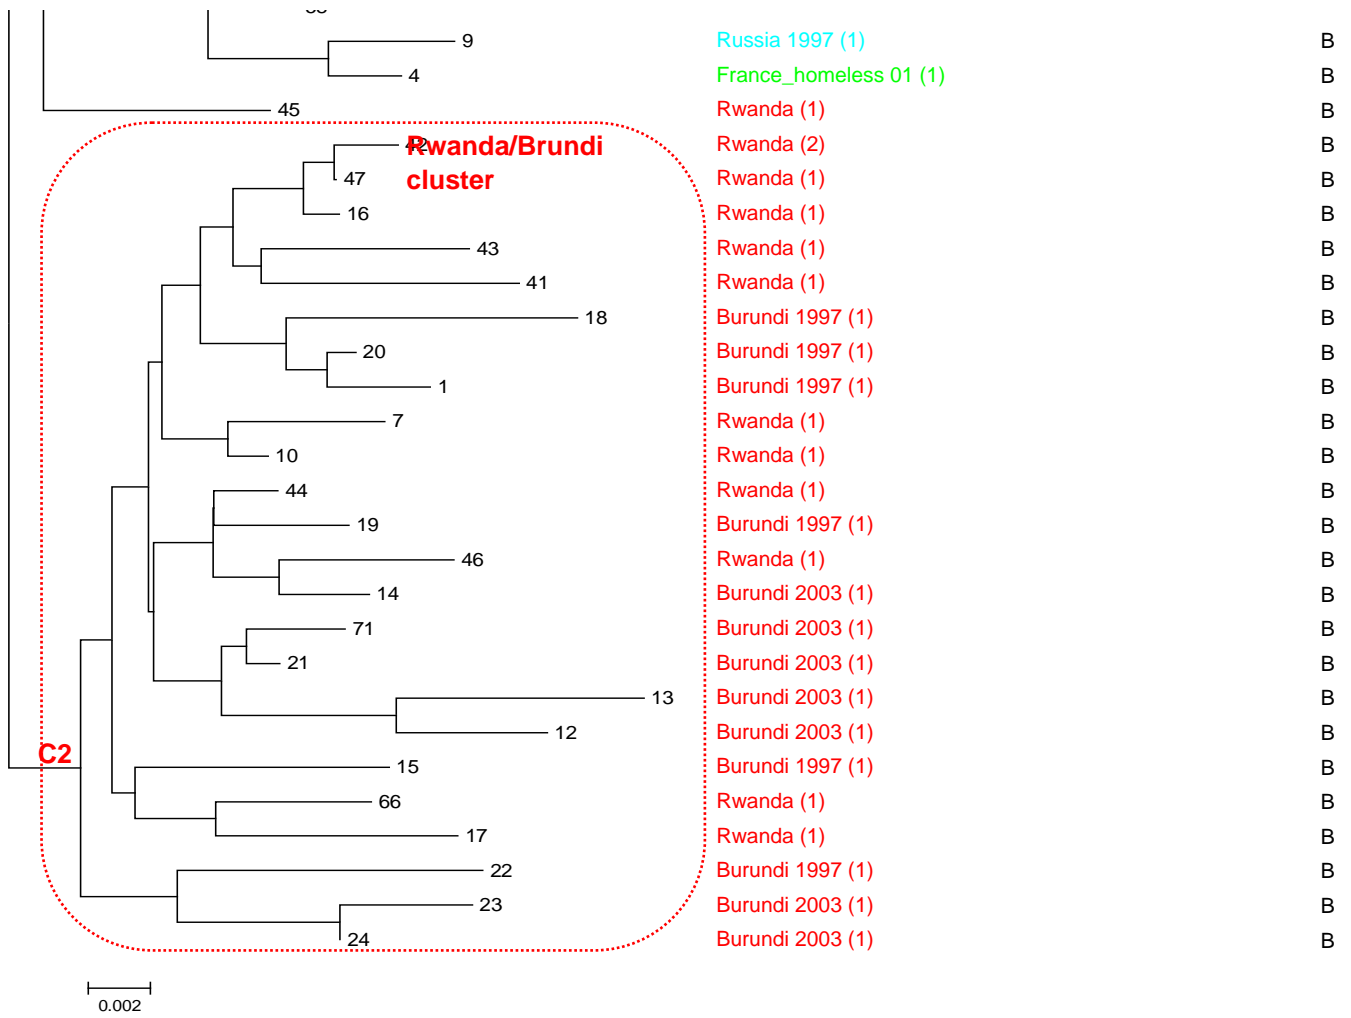 9 Russia 1997 (1) B
4 France_homeless 01 (1) B
45 Rwanda (1) B
42 Rwanda/Brundi Rwanda (2) B
47 cluster Rwanda (1) B
16 Rwanda (1) B
43 Rwanda (1) B
41 Rwanda (1) B
18 Burundi 1997 (1) B
20 Burundi 1997 (1) B
1 Burundi 1997 (1) B
7 Rwanda (1) B
10 Rwanda (1) B
44 Rwanda (1) B
19 Burundi 1997 (1) B
46 Rwanda (1) B
14 Burundi 2003 (1) B
71 Burundi 2003 (1) B
21 Burundi 2003 (1) B
13 Burundi 2003 (1) B
12 Burundi 2003 (1) B
C2
15 Burundi 1997 (1) B
66 Rwanda (1) B
17 Rwanda (1) B
22 Burundi 1997 (1) B
23 Burundi 2003 (1) B
24 Burundi 2003 (1) B
0.002